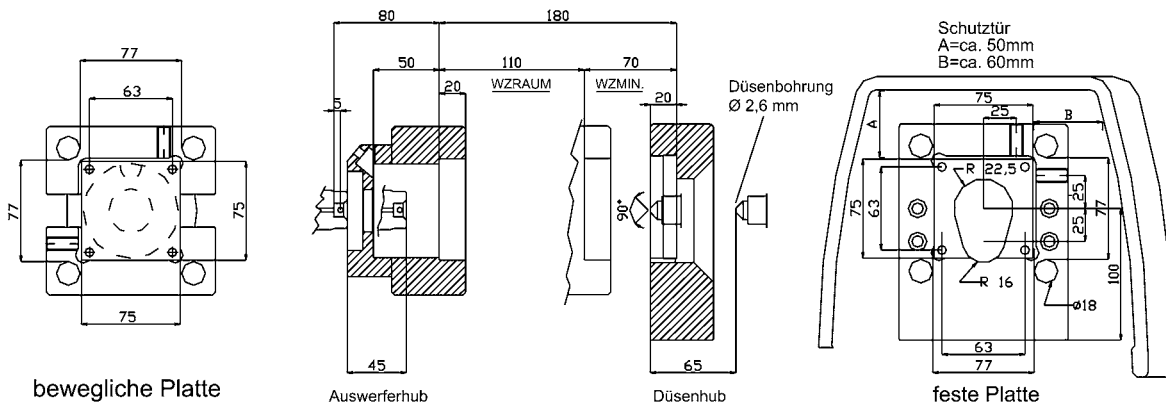 77
63
77
75
75
bewegliche Platte
80
180
50
110
70
20
WZRAUM
WZMIN.
5
20
90°
45
65
Auswerferhub
Düsenhub
Düsenbohrung
Ø 2,6 mm
Schutztür
A=ca. 50mm
B=ca. 60mm
75
25
A
B
R 22,5
75
63
25
25
77
100
R 16
ø18
63
77
feste Platte